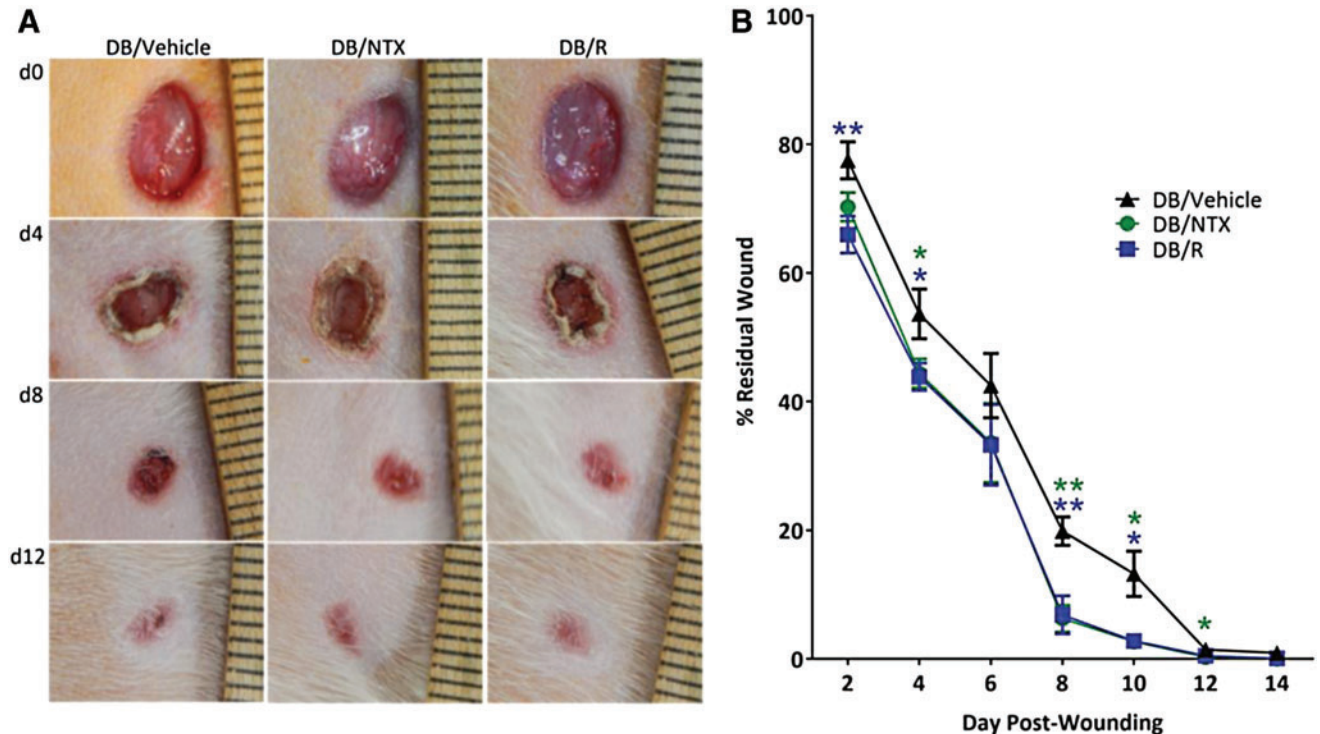 A
DB/Vehicle DB/NTX DB/R
d0
d4
d8
d12
B
100
80
60
40
20
0
% Residual Wound
** 
*
*
**
**
*
*
*
DB/Vehicle
DB/NTX
DB/R
2 4 6 8 10 12 14
Day Post-Wounding